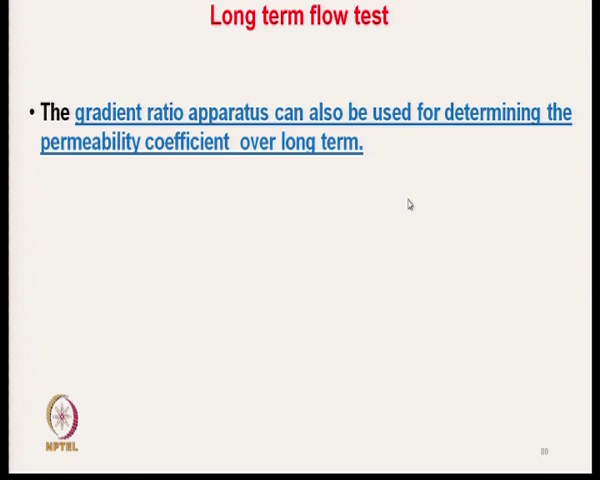 Long term flow test
• The gradient ratio apparatus can also be used for determining the
permeability coefficient over long term.
NPTEL
80